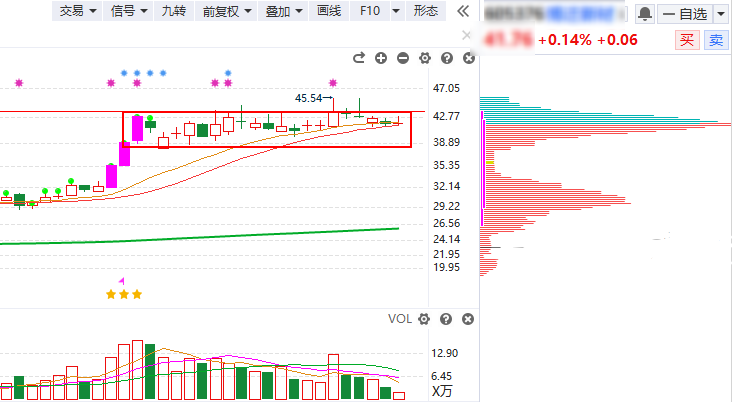 交易 信号 九转 前复权 叠加 画线 F10 形态
一自选
+0.14% +0.06 买 卖
47.05
45.54
42.77
38.89
35.35
32.14
29.22
26.56
24.14
21.95
19.95
VOL
12.90
6.45
X万